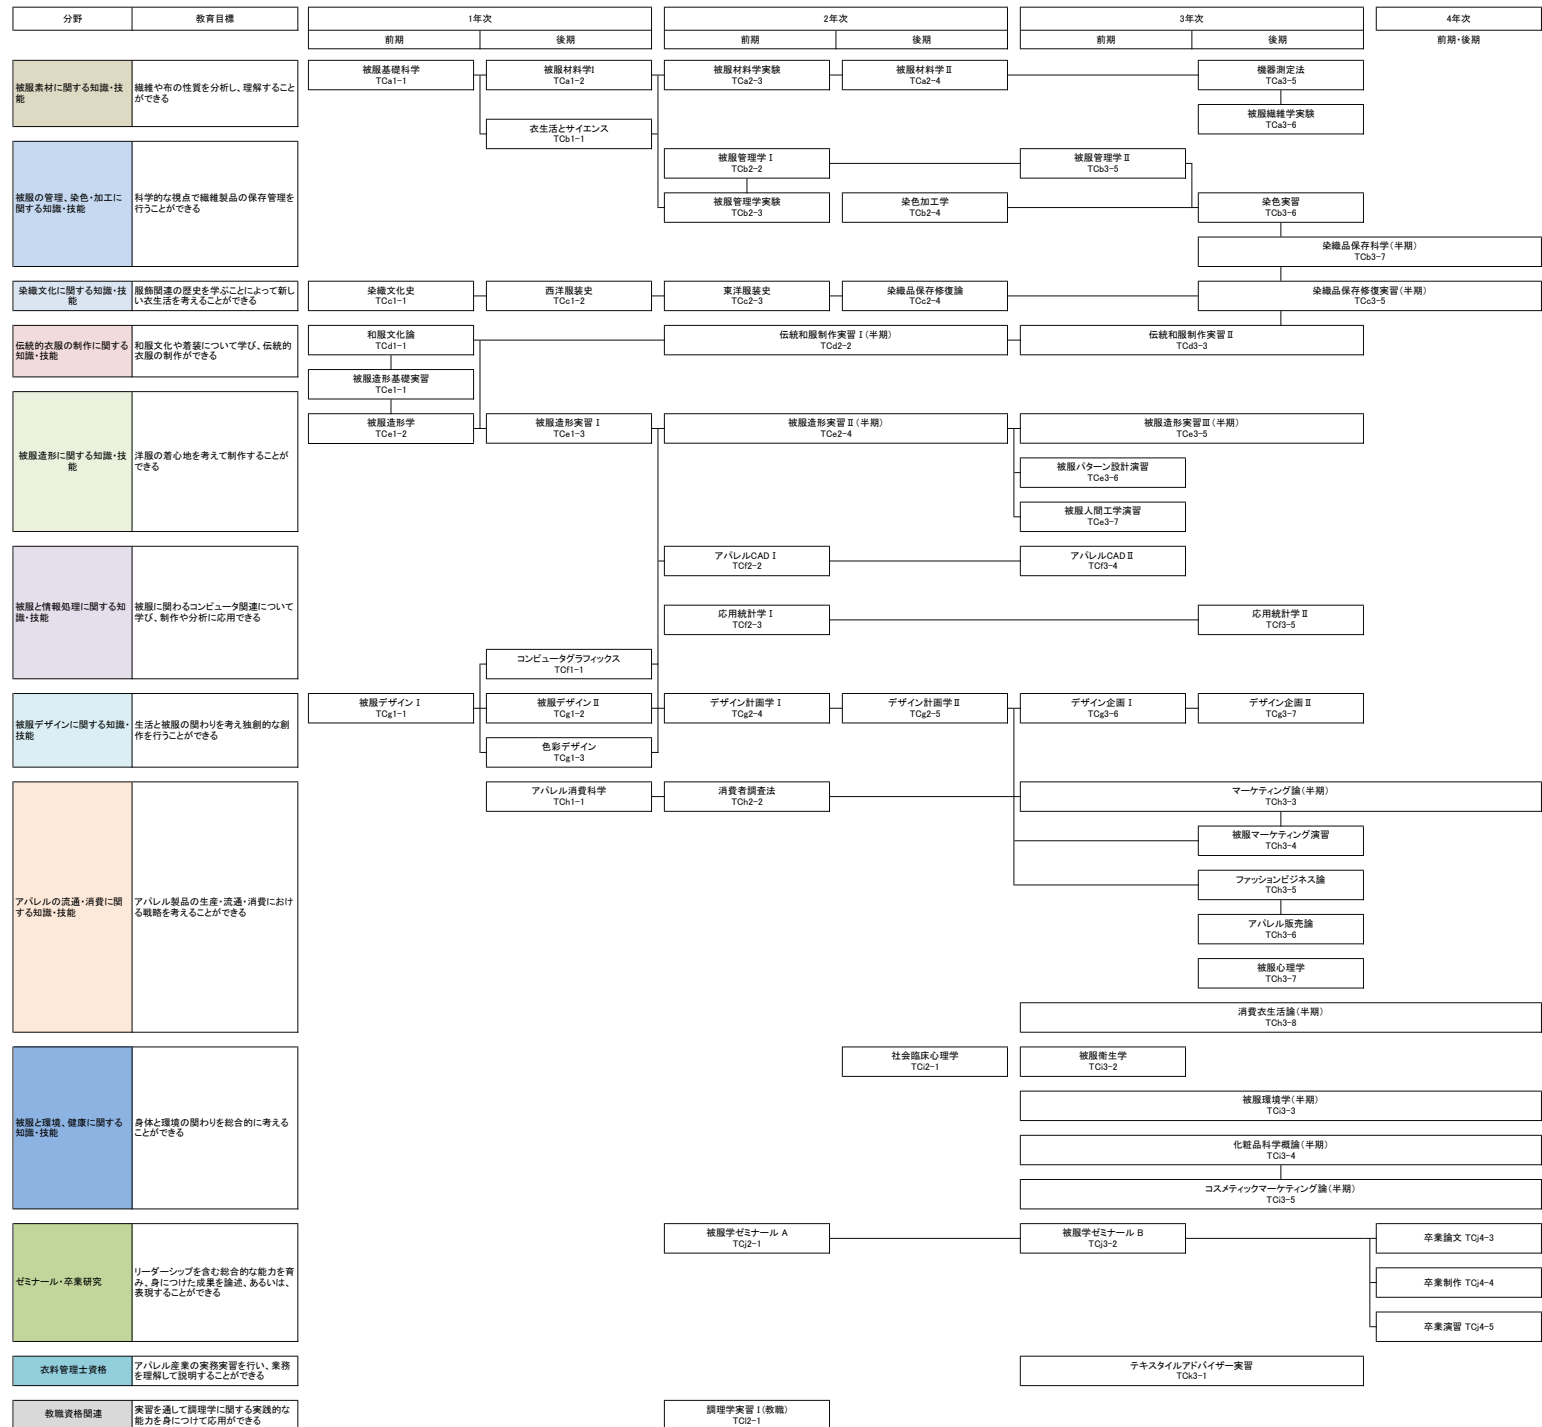 分野
教育目標
1年次
2年次
3年次
4年次
前期
後期
前期
後期
前期
後期
前期・後期
被服素材に関する知識・技
能
繊維や布の性質を分析し、理解すること
ができる
被服基礎科学
TCa1-1
被服材料学I
TCa1-2
被服材料学実験
TCa2-3
被服材料学Ⅱ
TCa2-4
機器測定法
TCa3-5
被服繊維学実験
TCa3-6
衣生活とサイエンス
TCb1-1
被服の管理、染色・加工に
関する知識・技能
科学的な視点で繊維製品の保存管理を
行うことができる
被服管理学Ⅰ
TCb2-2
被服管理学Ⅱ
TCb3-5
被服管理学実験
TCb2-3
染色加工学
TCb2-4
染色実習
TCb3-6
染織品保存科学(半期)
TCb3-7
染織文化に関する知識・技
能
服飾関連の歴史を学ぶことによって新し
い衣生活を考えることができる
染織文化史
TCc1-1
西洋服装史
TCc1-2
東洋服装史
TCc2-3
染織品保存修復論
TCc2-4
染織品保存修復実習(半期)
TCc3-5
伝統的衣服の制作に関する
知識・技能
和服文化や着装について学び、伝統的
衣服の制作ができる
和服文化論
TCd1-1
伝統和服制作実習Ⅰ(半期)
TCd2-2
伝統和服制作実習Ⅱ
TCd3-3
被服造形基礎実習
TCe1-1
被服造形に関する知識・技
能
洋服の着心地を考えて制作することが
できる
被服造形学
TCe1-2
被服造形実習Ⅰ
TCe1-3
被服造形実習Ⅱ(半期)
TCe2-4
被服造形実習Ⅲ(半期)
TCe3-5
被服パターン設計演習
TCe3-6
被服人間工学演習
TCe3-7
被服と情報処理に関する知
識・技能
被服に関わるコンピュータ関連について
学び、制作や分析に応用できる
アパレルCADⅠ
TCf2-2
アパレルCADⅡ
TCf3-4
応用統計学Ⅰ
TCf2-3
応用統計学Ⅱ
TCf3-5
コンピュータグラフィックス
TCf1-1
被服デザインに関する知識・
技能
生活と被服の関わりを考え独創的な創
作を行うことができる
被服デザインⅠ
TCg1-1
被服デザインⅡ
TCg1-2
デザイン計画学Ⅰ
TCg2-4
デザイン計画学Ⅱ
TCg2-5
デザイン企画Ⅰ
TCg3-6
デザイン企画Ⅱ
TCg3-7
色彩デザイン
TCg1-3
アパレルの流通・消費に関
する知識・技能
アパレル製品の生産・流通・消費におけ
る戦略を考えることができる
アパレル消費科学
TCh1-1
消費者調査法
TCh2-2
マーケティング論(半期)
TCh3-3
被服マーケティング演習
TCh3-4
ファッションビジネス論
TCh3-5
アパレル販売論
TCh3-6
被服心理学
TCh3-7
消費衣生活論(半期)
TCh3-8
被服と環境、健康に関する
知識・技能
身体と環境の関わりを総合的に考える
ことができる
社会臨床心理学
TCi2-1
被服衛生学
TCi3-2
被服環境学(半期)
TCi3-3
化粧品科学概論(半期)
TCi3-4
コスメティックマーケティング論(半期)
TCi3-5
ゼミナール・卒業研究
リーダーシップを含む総合的な能力を育
み、身につけた成果を論述、あるいは、
表現することができる
被服学ゼミナール A
TCj2-1
被服学ゼミナール B
TCj3-2
卒業論文 TCj4-3
卒業制作 TCj4-4
卒業演習 TCj4-5
衣料管理士資格
アパレル産業の実務実習を行い、業務
を理解して説明することができる
テキスタイルアドバイザー実習
TCk3-1
教職資格関連
実習を通して調理学に関する実践的な
能力を身につけて応用ができる
調理学実習Ⅰ(教職)
TCl2-1